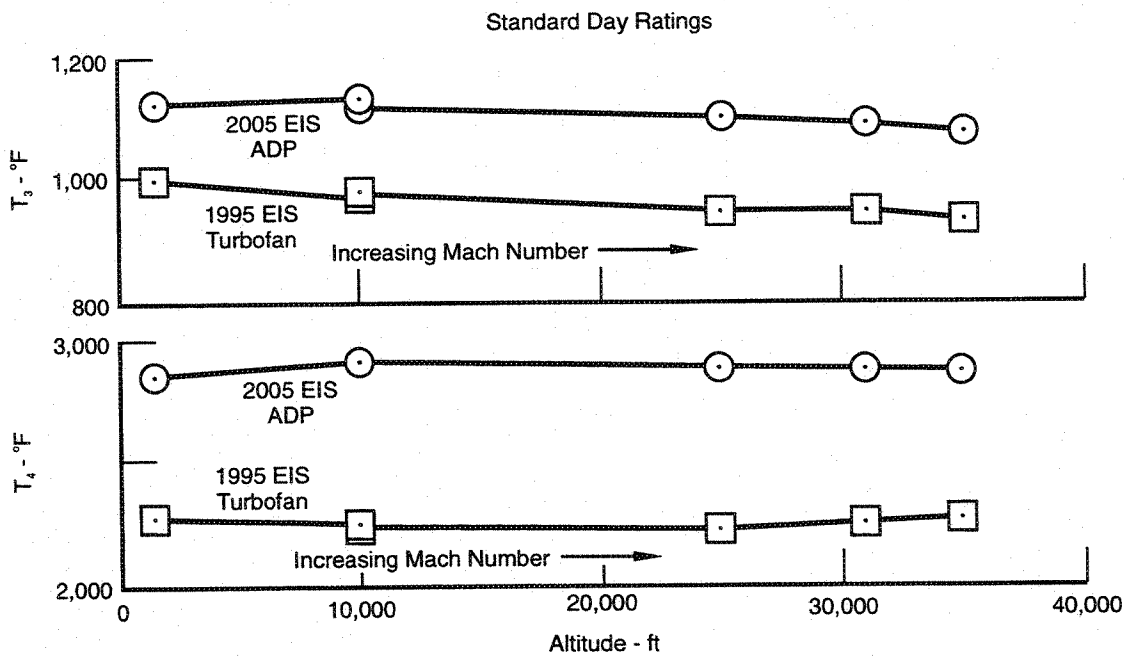 Standard Day Ratings
1,200
1,000
800
T3 - °F
2005 EIS
ADP
1995 EIS
Turbofan
Increasing Mach Number
3,000
2,000
T4 - °F
2005 EIS
ADP
1995 EIS
Turbofan
Increasing Mach Number
0 10,000 20,000 30,000 40,000
Altitude - ft